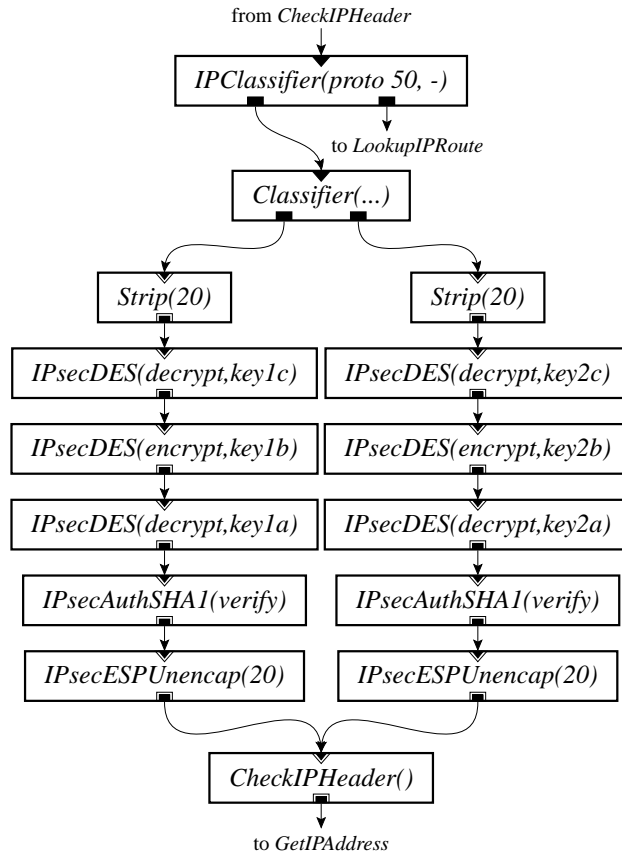 from CheckIPHeader
IPClassifier(proto 50, -)
to LookupIPRoute
Classifier(...)
Strip(20)
Strip(20)
IPsecDES(decrypt,key1c)
IPsecDES(decrypt,key2c)
IPsecDES(encrypt,key1b)
IPsecDES(encrypt,key2b)
IPsecDES(decrypt,key1a)
IPsecDES(decrypt,key2a)
IPsecAuthSHA1(verify)
IPsecAuthSHA1(verify)
IPsecESPUnencap(20)
IPsecESPUnencap(20)
CheckIPHeader()
to GetIPAddress